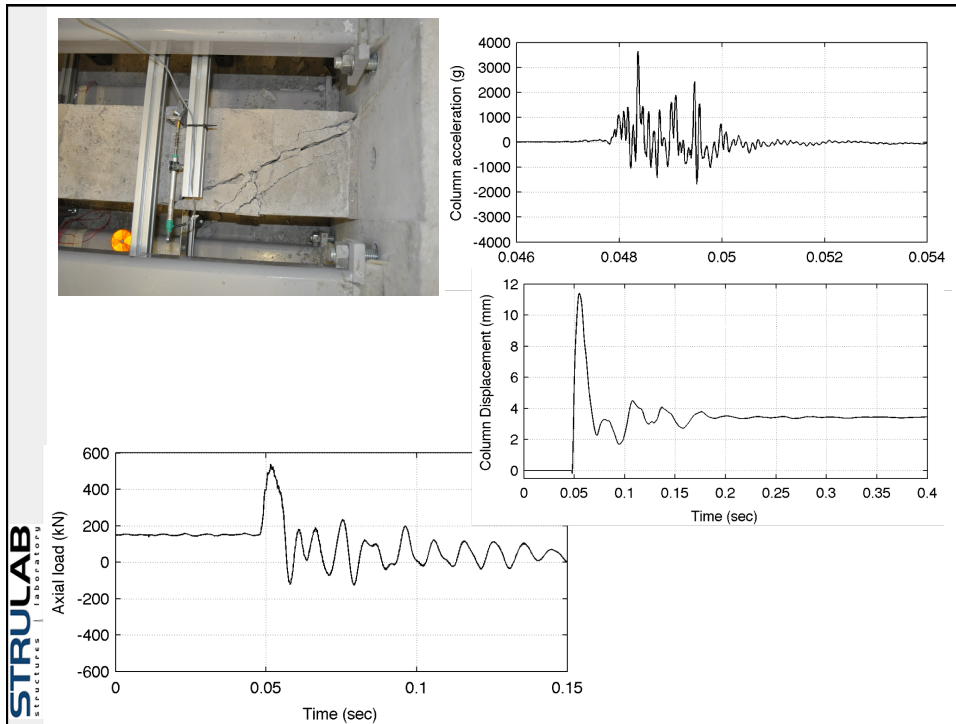 4000
3000
2000
1000
0
-1000
-2000
-3000
-4000
Column acceleration (g)
0.046 0.048 0.05 0.052 0.054
12
10
8
6
4
2
0
Column Displacement (mm)
0 0.05 0.1 0.15 0.2 0.25 0.3 0.35 0.4
Time (sec)
600
400
200
0
-200
-400
-600
Axial load (kN)
0 0.05 0.1 0.15
Time (sec)
STRULAB
structures | laboratory